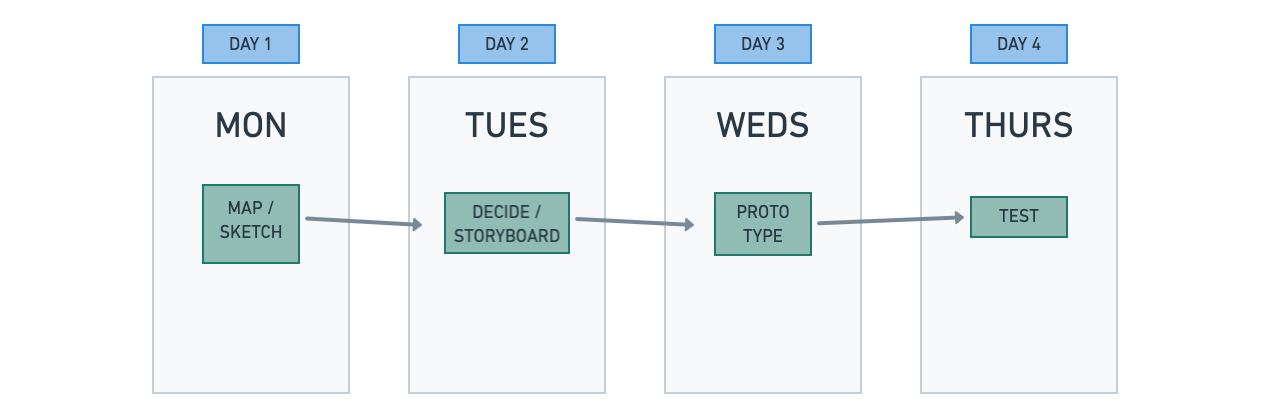 DAY 1
DAY 2
DAY 3
DAY 4
MON
TUES
WEDS
THURS
MAP /
SKETCH
DECIDE /
STORYBOARD
PROTO
TYPE
TEST